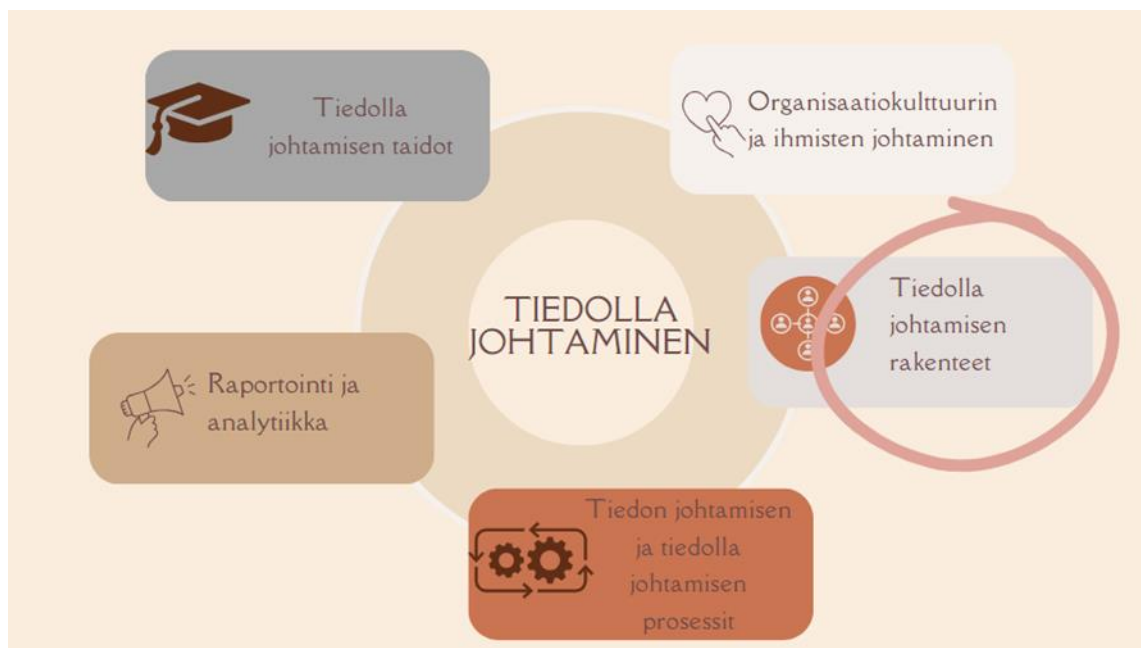 Tiedolla
johtamisen taidot
Organisaatiokulttuurin
ja ihmisten johtaminen
TIEDOLLA
JOHTAMINEN
Tiedolla
johtamisen
rakenteet
Raportointi ja
analytiikka
Tiedon johtamisen
ja tiedolla
johtamisen
prosessit